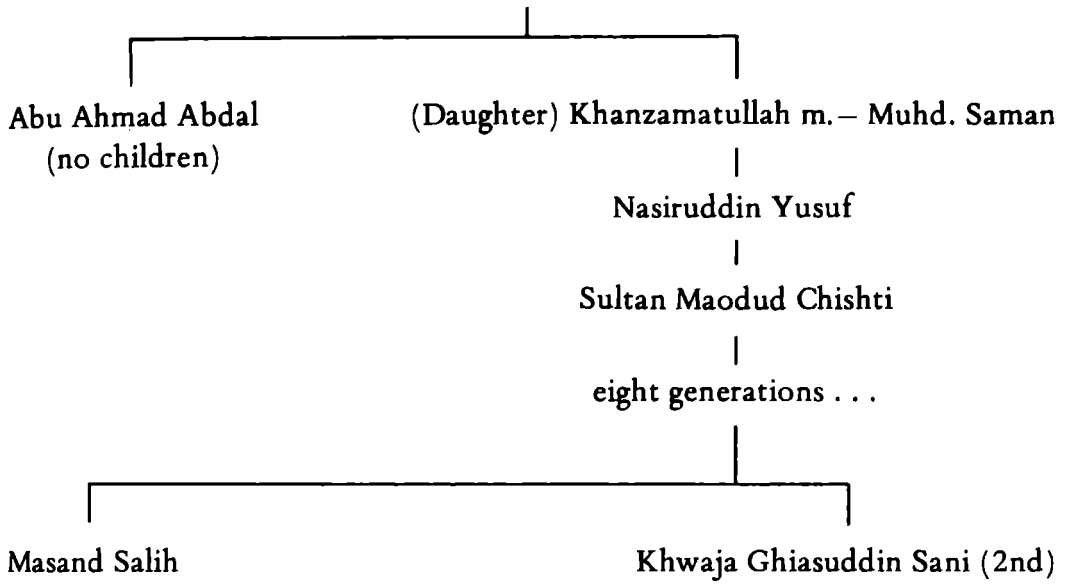 Abu Ahmad Abdal
(no children)
(Daughter) Khanzamatullah m.– Muhd. Saman
Nasiruddin Yusuf
Sultan Maodud Chishti
eight generations . . .
Masand Salih
Khwaja Ghiasuddin Sani (2nd)